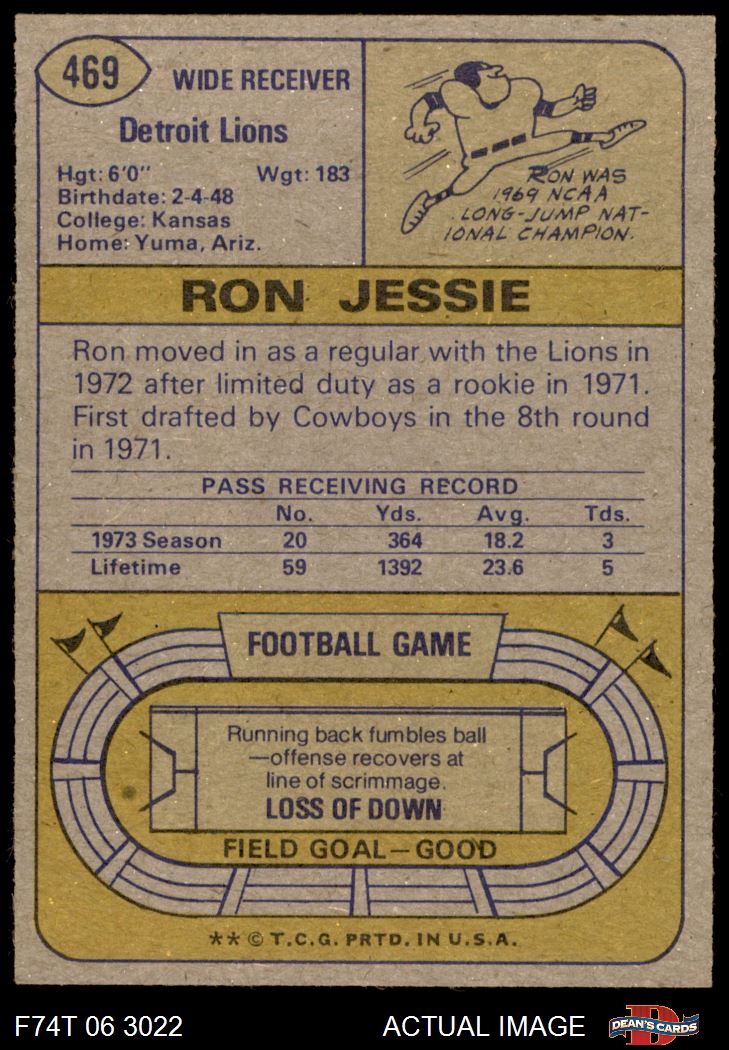 469
WIDE RECEIVER
Detroit Lions
Hgt: 6'0" Wgt: 183
Birthdate: 2-4-48
College: Kansas
Home: Yuma, Ariz.
RON WAS
1969 NCAA
LONG-JUMP NAT-
IONAL CHAMPION.
RON JESSIE
Ron moved in as a regular with the Lions in
1972 after limited duty as a rookie in 1971.
First drafted by Cowboys in the 8th round
in 1971.
PASS RECEIVING RECORD
No. Yds. Avg. Tds.
1973 Season 20 364 18.2 3
Lifetime 59 1392 23.6 5
FOOTBALL GAME
Running back fumbles ball
—offense recovers at
line of scrimmage.
LOSS OF DOWN
FIELD GOAL—GOOD
** © T.C.G. PRTD. IN U.S.A.
F74T 06 3022 ACTUAL IMAGE DEAN'S CARDS